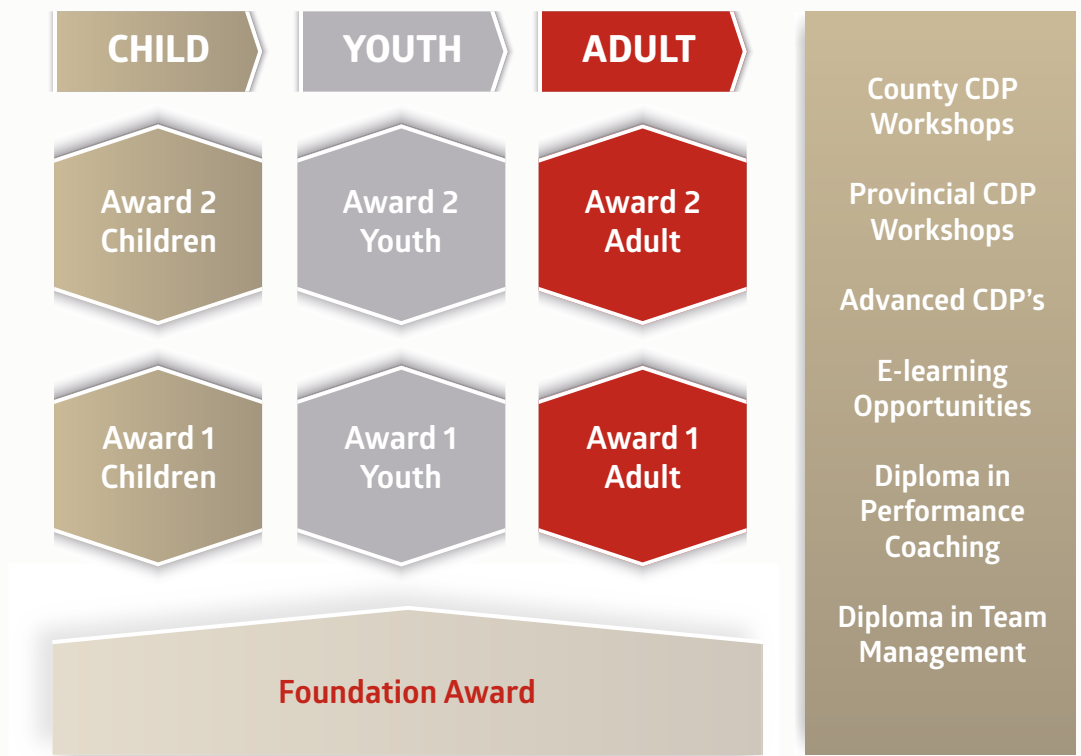 CHILD
YOUTH
ADULT
Award 2
Children
Award 2
Youth
Award 2
Adult
Award 1
Children
Award 1
Youth
Award 1
Adult
Foundation Award
County CDP
Workshops
Provincial CDP
Workshops
Advanced CDP's
E-learning
Opportunities
Diploma in
Performance
Coaching
Diploma in Team
Management